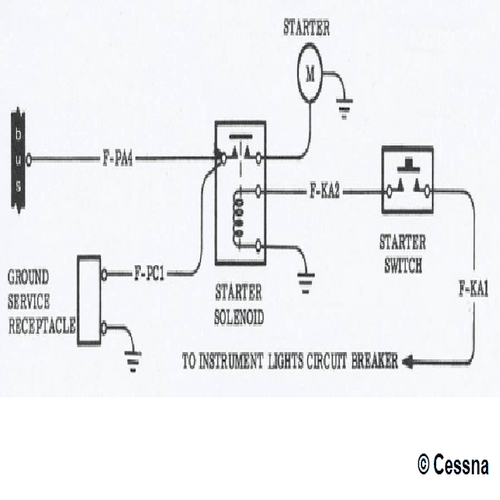 STARTER
M
bus
F-PA4
F-KA2
STARTER
SWITCH
GROUND
SERVICE
RECEPTACLE
F-PC1
STARTER
SOLENOID
F-KA1
TO INSTRUMENT LIGHTS CIRCUIT BREAKER
© Cessna